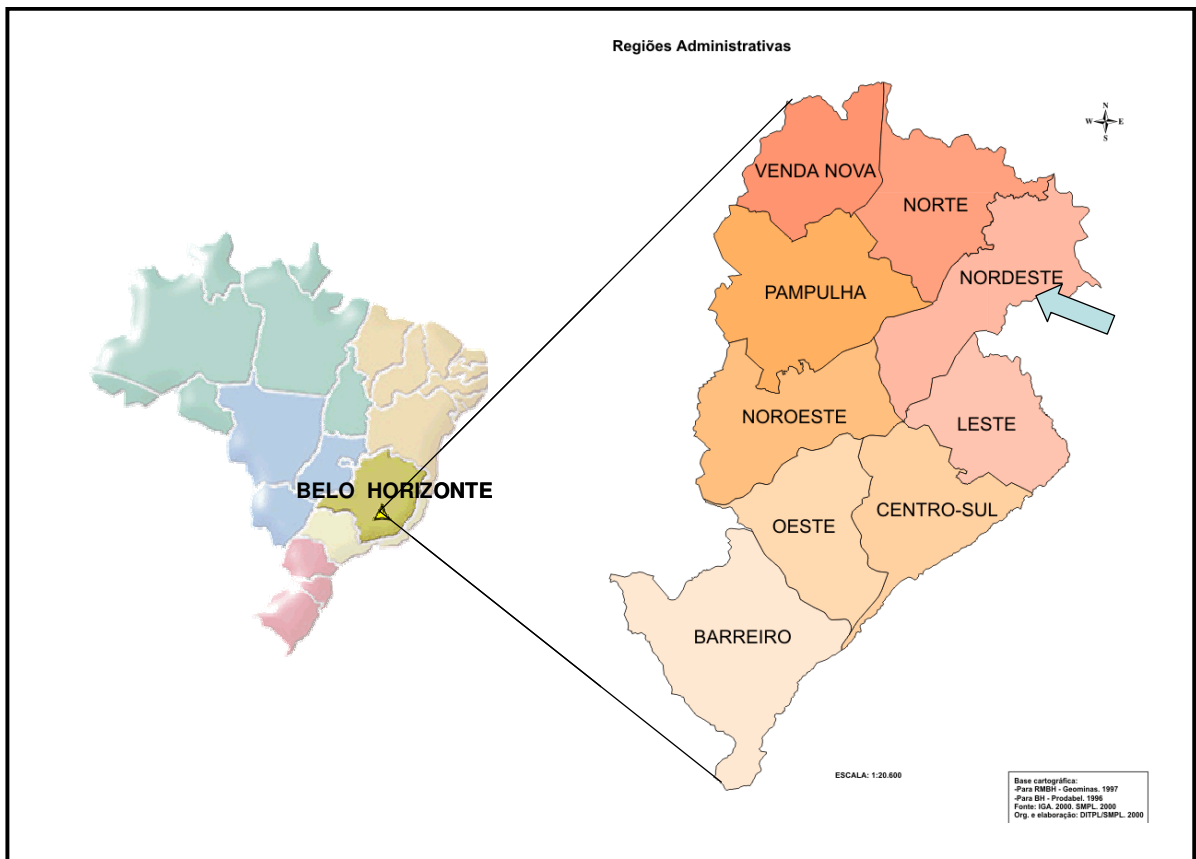 Regiões Administrativas
N
W E
S
VENDA NOVA
NORTE
NORDESTE
PAMPULHA
NOROESTE
LESTE
BELO HORIZONTE
CENTRO-SUL
OESTE
BARREIRO
ESCALA: 1:20.600
Base cartográfica:
-Para RMBH - Geominas. 1997
-Para BH - Prodabel. 1996
Fonte: IGA. 2000. SMPL. 2000
Org. e elaboração: DITPL/SMPL. 2000